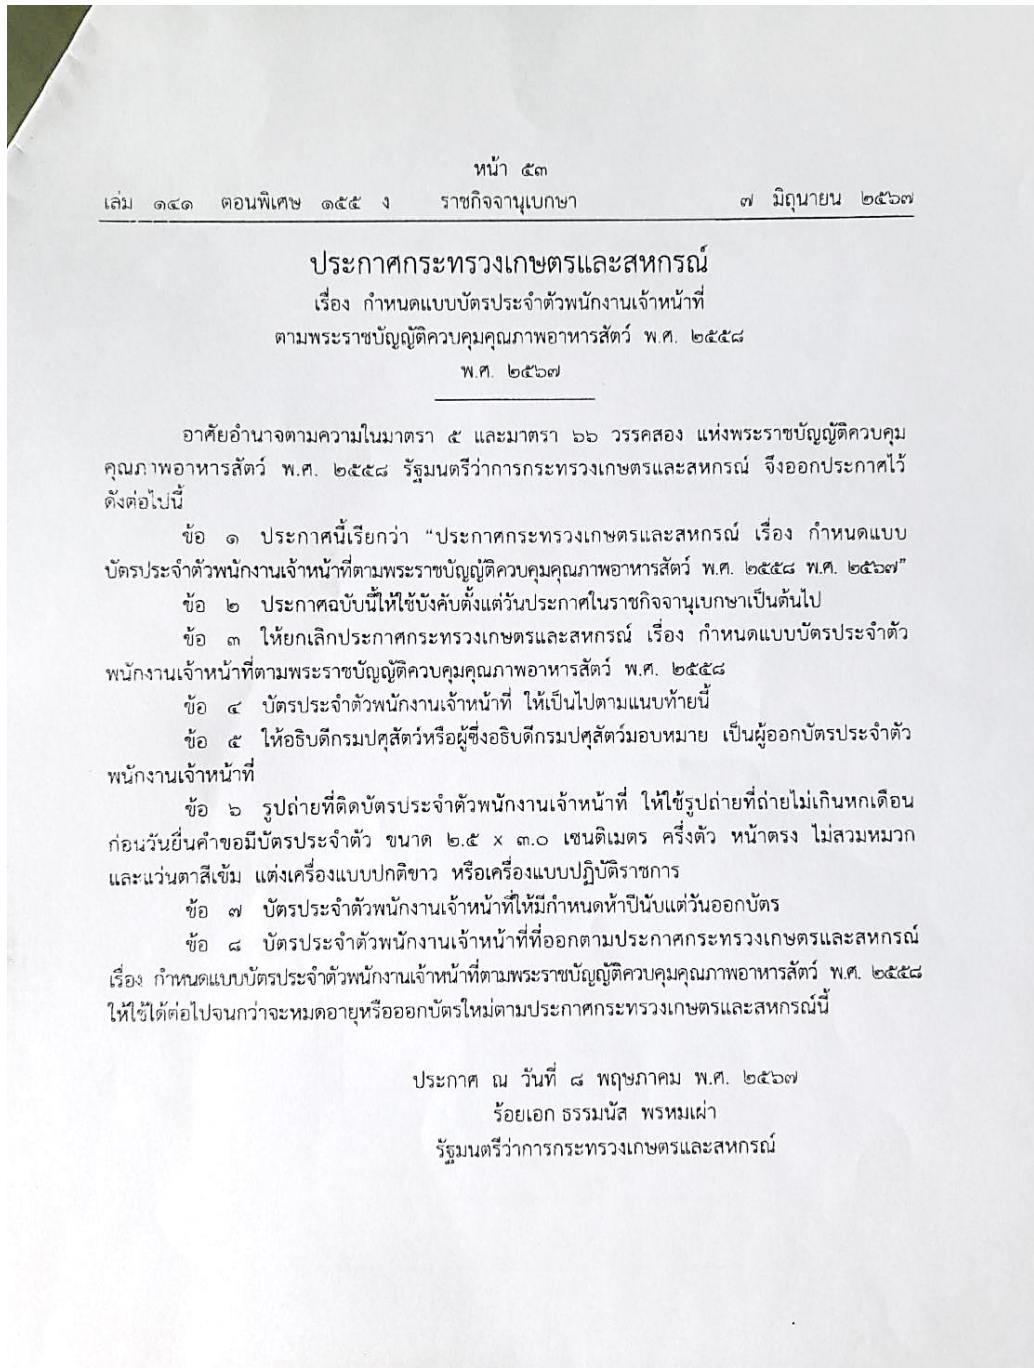 หน้า ๕๓
เล่ม ๑๔๑ ตอนพิเศษ ๑๕๕ ง ราชกิจจานุเบกษา ๗ มิถุนายน ๒๕๖๗
ประกาศกระทรวงเกษตรและสหกรณ์
เรื่อง กำหนดแบบบัตรประจำตัวพนักงานเจ้าหน้าที่
ตามพระราชบัญญัติควบคุมคุณภาพอาหารสัตว์ พ.ศ. ๒๕๕๘
พ.ศ. ๒๕๖๗
อาศัยอำนาจตามความในมาตรา ๕ และมาตรา ๖๖ วรรคสอง แห่งพระราชบัญญัติควบคุม
คุณภาพอาหารสัตว์ พ.ศ. ๒๕๕๘ รัฐมนตรีว่าการกระทรวงเกษตรและสหกรณ์ จึงออกประกาศไว้
ดังต่อไปนี้
ข้อ ๑ ประกาศนี้เรียกว่า “ประกาศกระทรวงเกษตรและสหกรณ์ เรื่อง กำหนดแบบ
บัตรประจำตัวพนักงานเจ้าหน้าที่ตามพระราชบัญญัติควบคุมคุณภาพอาหารสัตว์ พ.ศ. ๒๕๕๘ พ.ศ. ๒๕๖๗”
ข้อ ๒ ประกาศฉบับนี้ให้ใช้บังคับตั้งแต่วันประกาศในราชกิจจานุเบกษาเป็นต้นไป
ข้อ ๓ ให้ยกเลิกประกาศกระทรวงเกษตรและสหกรณ์ เรื่อง กำหนดแบบบัตรประจำตัว
พนักงานเจ้าหน้าที่ตามพระราชบัญญัติควบคุมคุณภาพอาหารสัตว์ พ.ศ. ๒๕๕๘
ข้อ ๔ บัตรประจำตัวพนักงานเจ้าหน้าที่ ให้เป็นไปตามแนบท้ายนี้
ข้อ ๕ ให้อธิบดีกรมปศุสัตว์หรือผู้ซึ่งอธิบดีกรมปศุสัตว์มอบหมาย เป็นผู้ออกบัตรประจำตัว
พนักงานเจ้าหน้าที่
ข้อ ๖ รูปถ่ายที่ติดบัตรประจำตัวพนักงานเจ้าหน้าที่ ให้ใช้รูปถ่ายที่ถ่ายไม่เกินหกเดือน
ก่อนวันยื่นคำขอมีบัตรประจำตัว ขนาด ๒.๕ x ๓.๐ เซนติเมตร ครึ่งตัว หน้าตรง ไม่สวมหมวก
และแว่นตาสีเข้ม แต่งเครื่องแบบปกติขาว หรือเครื่องแบบปฏิบัติราชการ
ข้อ ๗ บัตรประจำตัวพนักงานเจ้าหน้าที่ให้มีกำหนดห้าปีนับแต่วันออกบัตร
ข้อ ๘ บัตรประจำตัวพนักงานเจ้าหน้าที่ที่ออกตามประกาศกระทรวงเกษตรและสหกรณ์
เรื่อง กำหนดแบบบัตรประจำตัวพนักงานเจ้าหน้าที่ตามพระราชบัญญัติควบคุมคุณภาพอาหารสัตว์ พ.ศ. ๒๕๕๘
ให้ใช้ได้ต่อไปจนกว่าจะหมดอายุหรือออกบัตรใหม่ตามประกาศกระทรวงเกษตรและสหกรณ์นี้
ประกาศ ณ วันที่ ๘ พฤษภาคม พ.ศ. ๒๕๖๗
ร้อยเอก ธรรมนัส พรหมเผ่า
รัฐมนตรีว่าการกระทรวงเกษตรและสหกรณ์